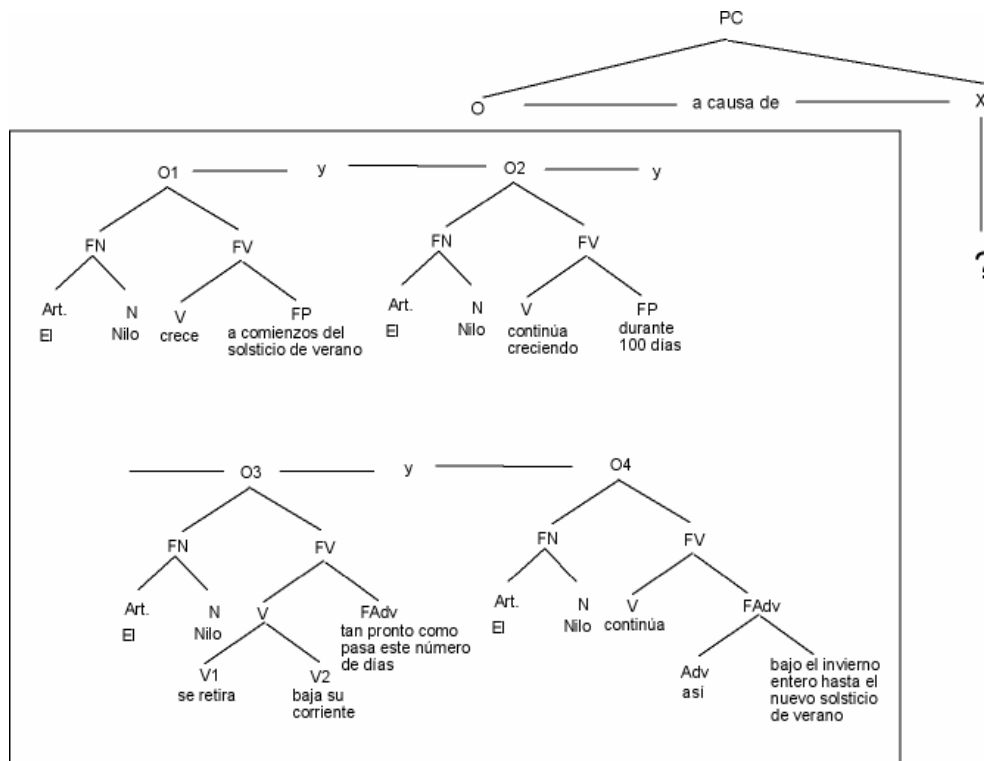 PC
O a causa de X
?
O1 y O2 y
FN FV FN FV
Art. N V FP Art. N V FP
El Nilo crece a comienzos del
solsticio de verano
El Nilo continúa
creciendo
durante
100 días
O3 y O4
FN FV FN FV
Art. N V FAdv Art. N V FAdv
El Nilo tan pronto como
pasa este número
de días
El Nilo continúa
V1 V2
se retira baja su
corriente
Adv
así
bajo el invierno
entero hasta el
nuevo solsticio
de verano